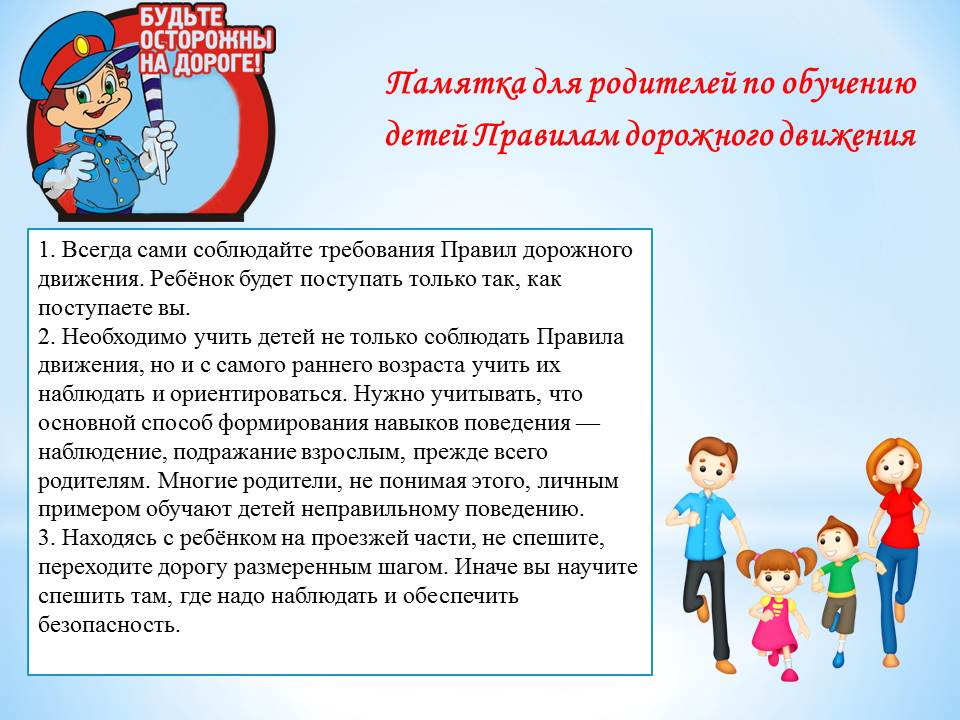 БУДЬТЕ
ОСТОРОЖНЫ
НА ДОРОГЕ!
Памятка для родителей по обучению
детей Правилам дорожного движения
1. Всегда сами соблюдайте требования Правил дорожного
движения. Ребёнок будет поступать только так, как
поступаете вы.
2. Необходимо учить детей не только соблюдать Правила
движения, но и с самого раннего возраста учить их
наблюдать и ориентироваться. Нужно учитывать, что
основной способ формирования навыков поведения —
наблюдение, подражание взрослым, прежде всего
родителям. Многие родители, не понимая этого, личным
примером обучают детей неправильному поведению.
3. Находясь с ребёнком на проезжей части, не спешите,
переходите дорогу размеренным шагом. Иначе вы научите
спешить там, где надо наблюдать и обеспечить
безопасность.